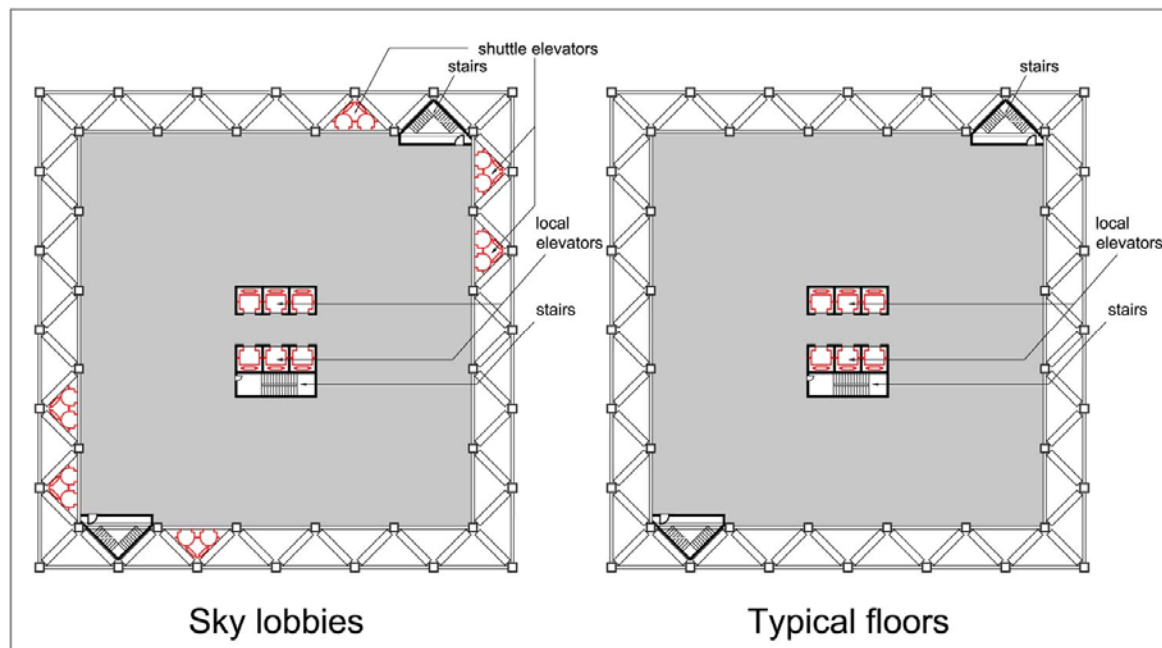 shuttle elevators
stairs
local
elevators
stairs
Sky lobbies
stairs
local
elevators
stairs
Typical floors